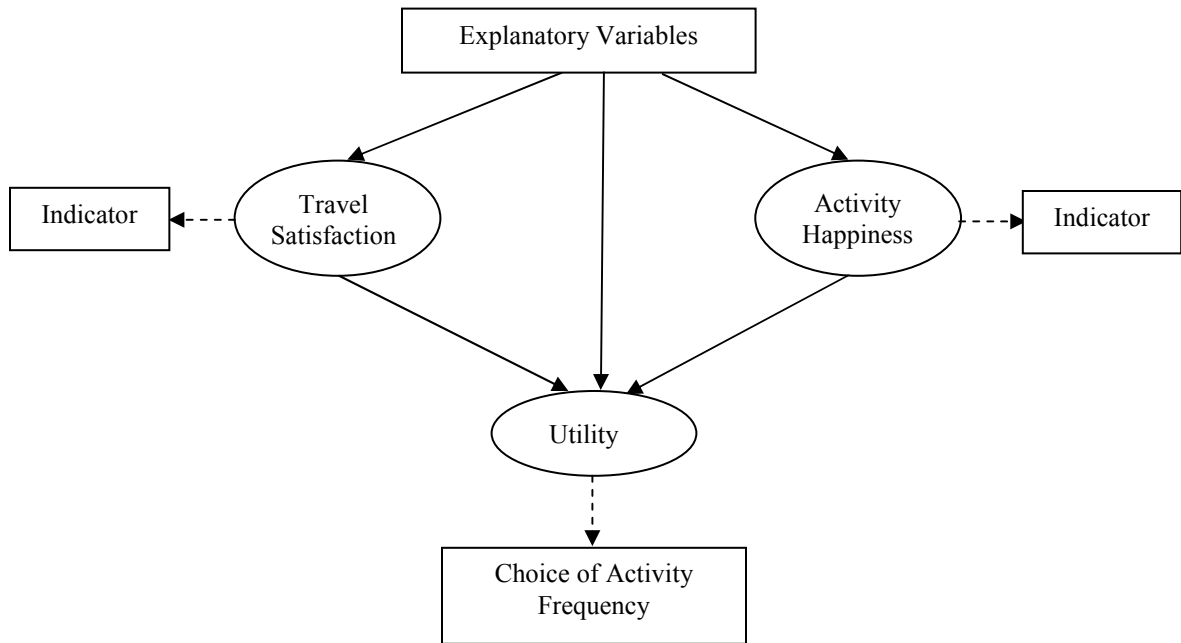 Explanatory Variables
Indicator
Travel
Satisfaction
Activity
Happiness
Indicator
Utility
Choice of Activity
Frequency